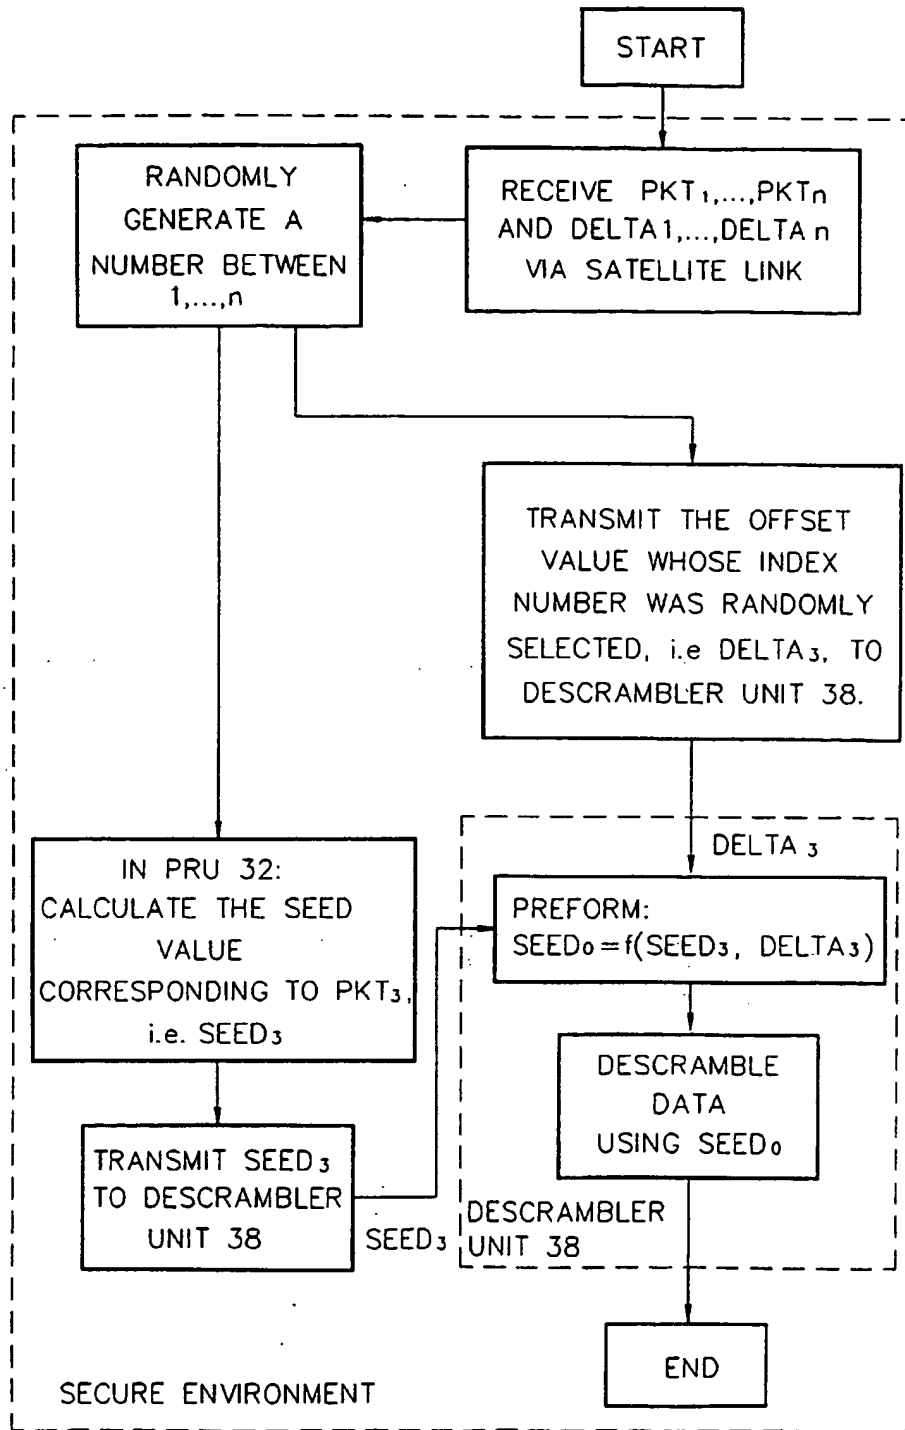 START
RECEIVE PKT₁,...,PKTn
AND DELTA1,...,DELTAn
VIA SATELLITE LINK
RANDOMLY
GENERATE A
NUMBER BETWEEN
1,...,n
TRANSMIT THE OFFSET
VALUE WHOSE INDEX
NUMBER WAS RANDOMLY
SELECTED, i.e DELTA₃, TO
DESCRAMBLER UNIT 38.
IN PRU 32:
CALCULATE THE SEED
VALUE
CORRESPONDING TO PKT₃,
i.e. SEED₃
TRANSMIT SEED₃
TO DESCRAMBLER
UNIT 38
SEED₃
DELTA₃
PREFORM:
SEED₀=f(SEED₃, DELTA₃)
DESCRAMBLE
DATA
USING SEED₀
DESCRAMBLER
UNIT 38
END
SECURE ENVIRONMENT